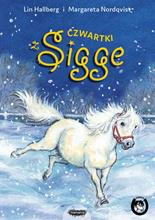 Lin Hallberg i Margareta Nordqvist
CZWARTKI
z Sigge